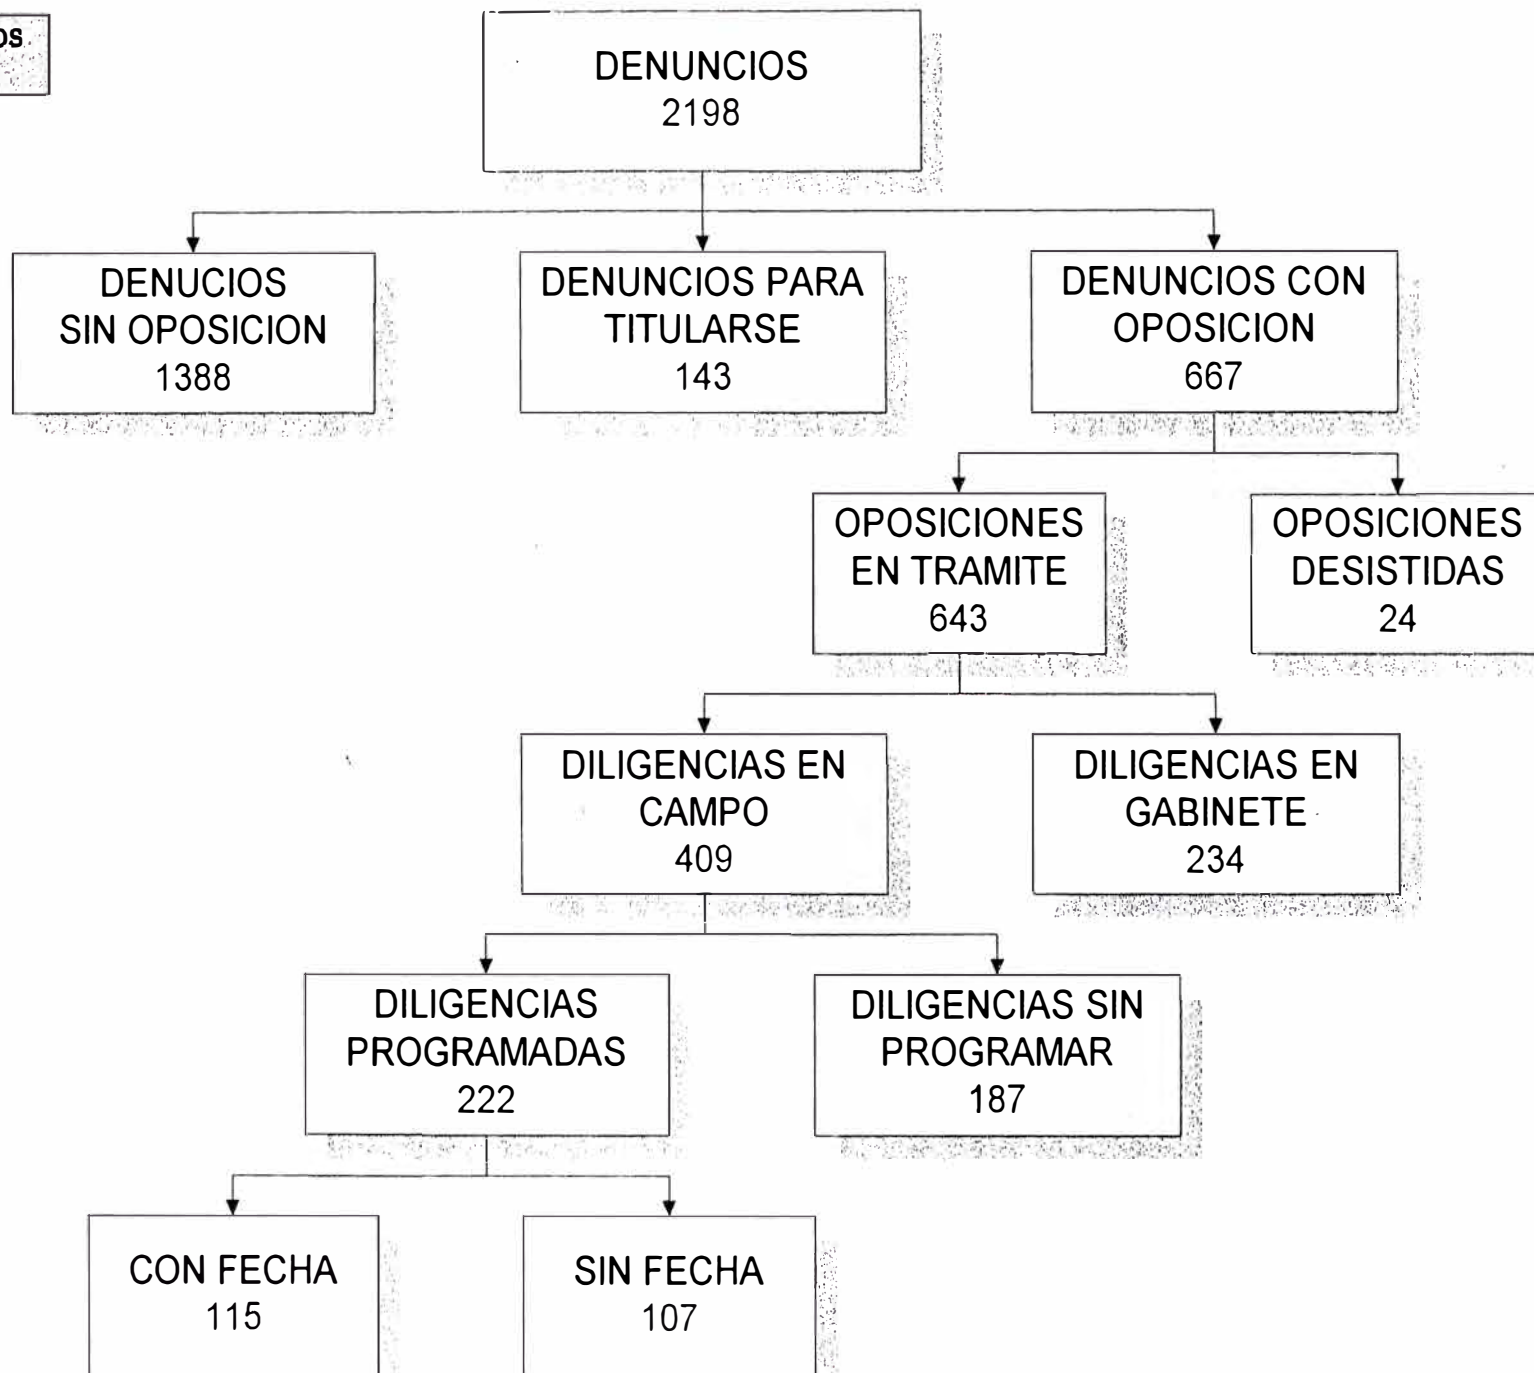 DENUNCIOS
2198
DENUCIOS
SIN OPOSICION
1388
DENUNCIOS PARA
TITULARSE
143
DENUNCIOS CON
OPOSICION
667
OPOSICIONES
EN TRAMITE
643
OPOSICIONES
DESISTIDAS
24
DILIGENCIAS EN
CAMPO
409
DILIGENCIAS EN
GABINETE
234
DILIGENCIAS
PROGRAMADAS
222
DILIGENCIAS SIN
PROGRAMAR
187
CON FECHA
115
SIN FECHA
107